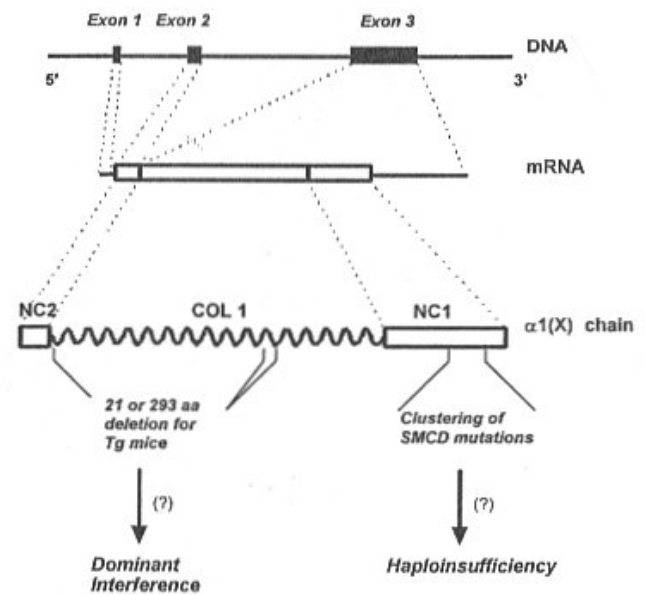 Exon 1 Exon 2 Exon 3
DNA
5' 3'
mRNA
NC2 COL 1 NC1
α1(X) chain
21 or 293 aa
deletion for
Tg mice
Clustering of
SMCD mutations
(?) (?)
Dominant
Interference
Haploinsufficiency